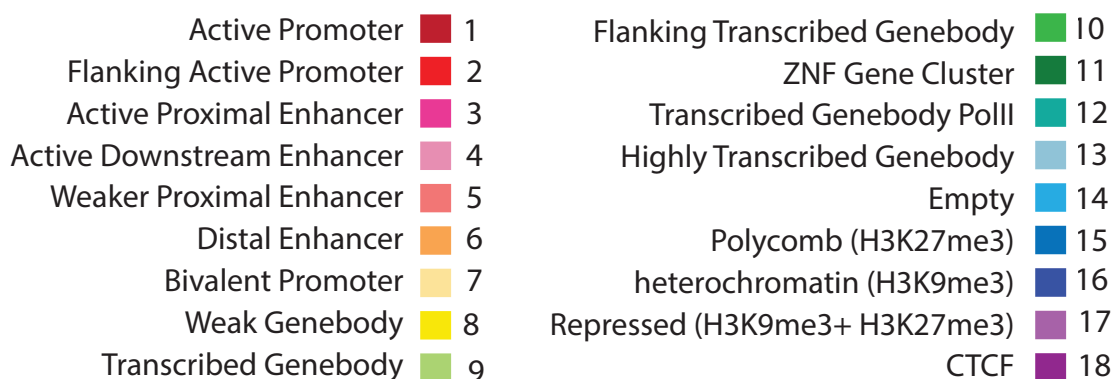 Active Promoter 1
Flanking Active Promoter 2
Active Proximal Enhancer 3
Active Downstream Enhancer 4
Weaker Proximal Enhancer 5
Distal Enhancer 6
Bivalent Promoter 7
Weak Genebody 8
Transcribed Genebody 9
Flanking Transcribed Genebody 10
ZNF Gene Cluster 11
Transcribed Genebody PolII 12
Highly Transcribed Genebody 13
Empty 14
Polycomb (H3K27me3) 15
heterochromatin (H3K9me3) 16
Repressed (H3K9me3+ H3K27me3) 17
CTCF 18